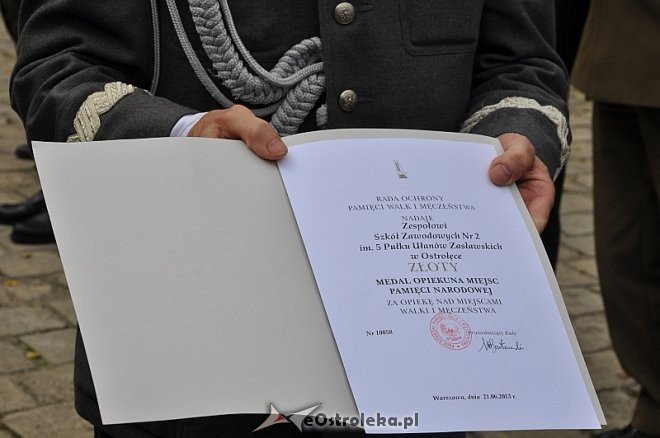 RADA OCHRONY
PAMIĘCI WALK I MĘCZEŃSTWA
NADAJE
Zespołowi
Szkół Zawodowych Nr 2
im. 5 Pułku Ułanów Zasławskich
w Ostrołęce
ZŁOTY
MEDAL OPIEKUNA MIEJSC
PAMIĘCI NARODOWEJ
ZA OPIEKĘ NAD MIEJSCAMI
WALKI I MĘCZEŃSTWA
Nr 10058
Przewodniczący Rady
Warszawa, dnia 21.06.2013 r.
eOstroleka.pl